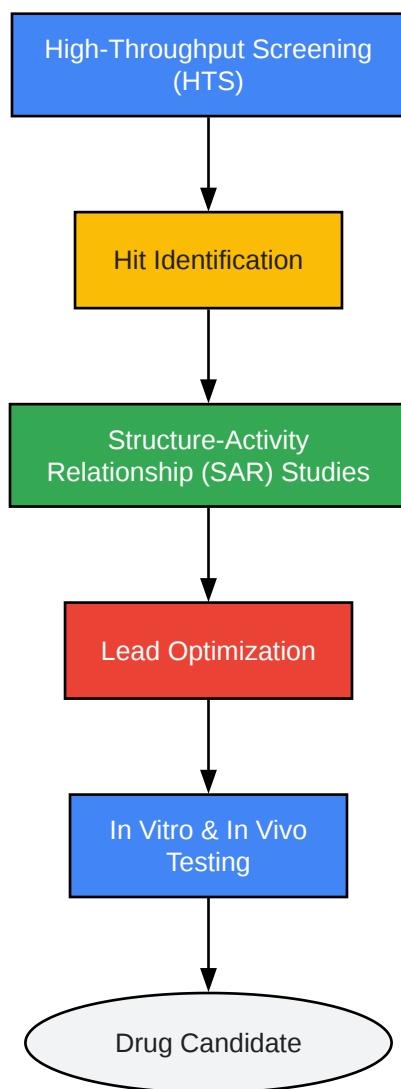 High-Throughput Screening
(HTS)
Hit Identification
Structure-Activity
Relationship (SAR) Studies
Lead Optimization
In Vitro & In Vivo
Testing
Drug Candidate